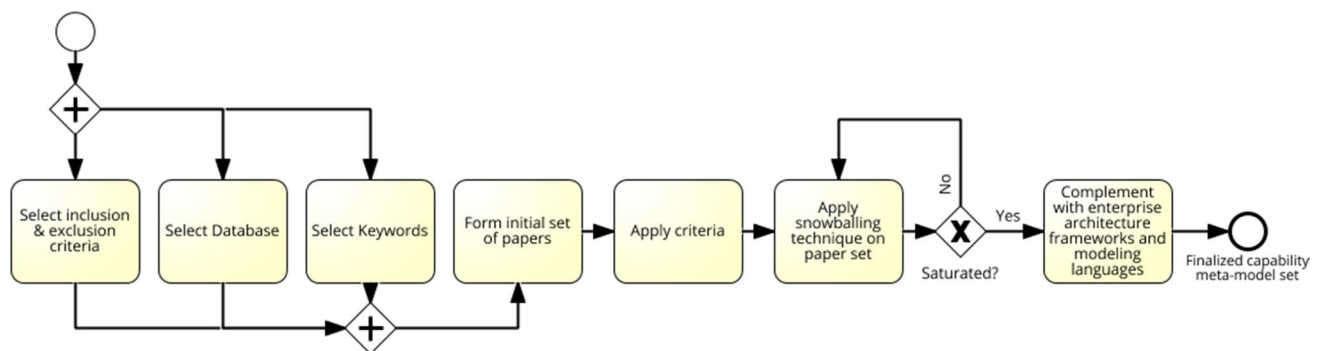 Select inclusion
& exclusion
criteria
Select Database
Select Keywords
Form initial set
of papers
Apply criteria
Apply
snowballing
technique on
paper set
No
Yes
Saturated?
Complement
with enterprise
architecture
frameworks and
modeling
languages
Finalized capability
meta-model set